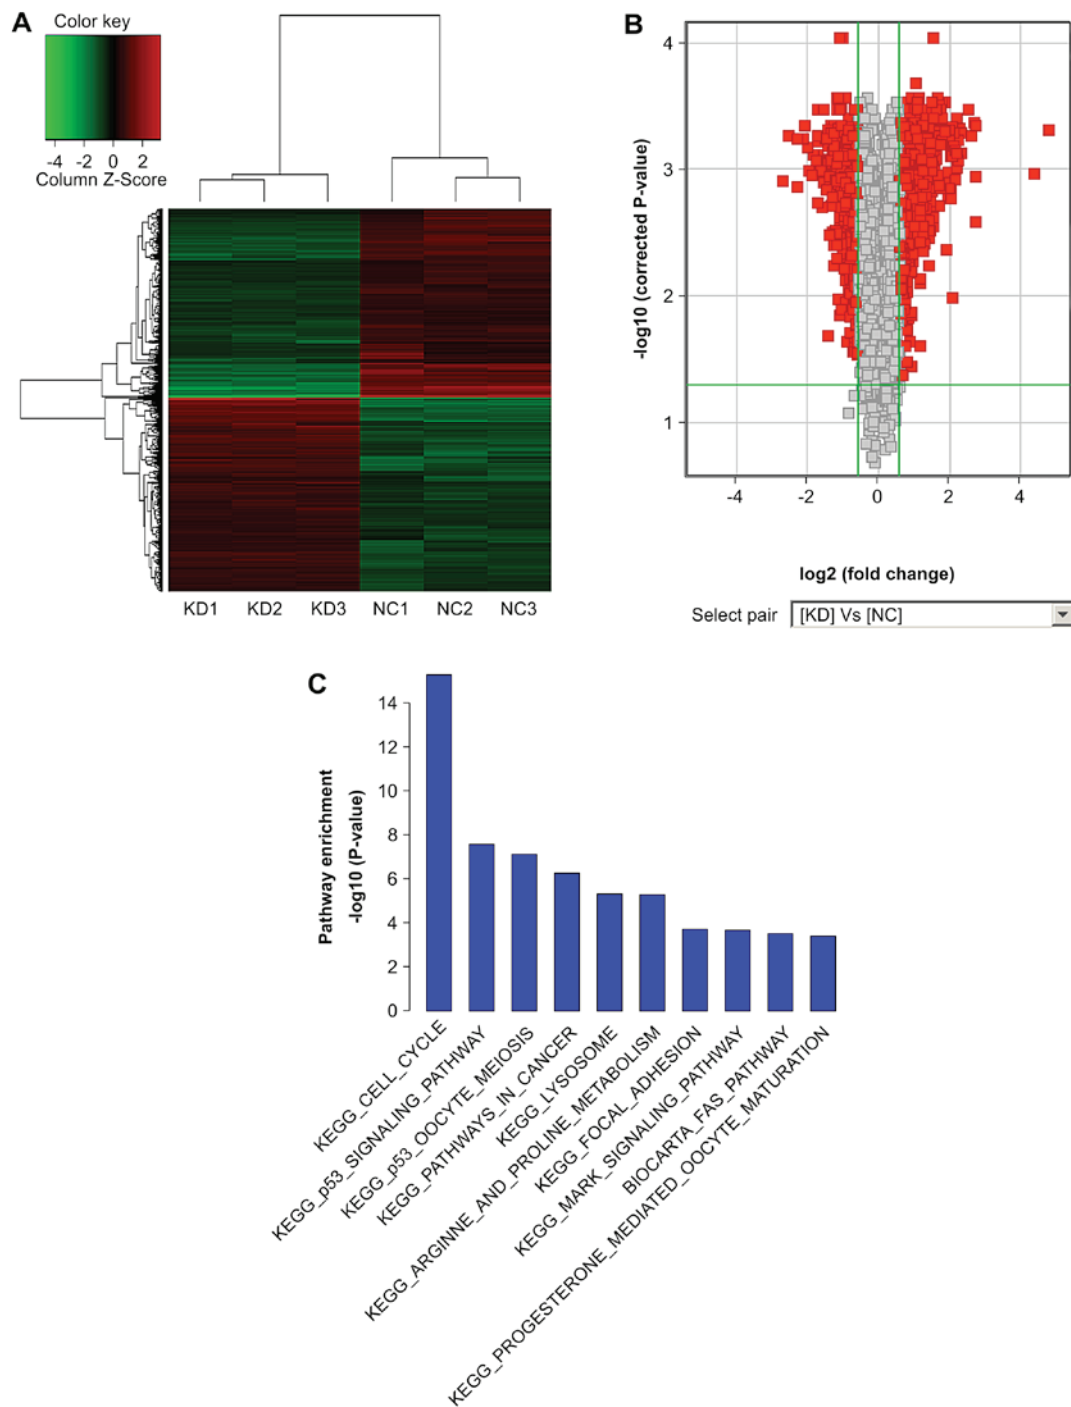 A
Color key
-4 -2 0 2
Column Z-Score
KD1 KD2 KD3 NC1 NC2 NC3
B
-log10 (corrected P-value)
4
3
2
1
-4 -2 0 2 4
log2 (fold change)
Select pair [KD] Vs [NC]
C
Pathway enrichment
-log10 (P-value)
14
12
10
8
6
4
2
0
KEGG_CELL_CYCLE
KEGG_p53_SIGNALING_PATHWAY
KEGG_p53_OOCYTE_MEIOSIS
KEGG_PATHWAYS_IN_CANCER
KEGG_LYSOSOME
KEGG_ARGINNE_AND_PROLINE_METABOLISM
KEGG_FOCAL_ADHESION
KEGG_MARK_SIGNALING_PATHWAY
BIOCARTA_FAS_PATHWAY
KEGG_PROGESTERONE_MEDIATED_OOCYTE_MATURATION